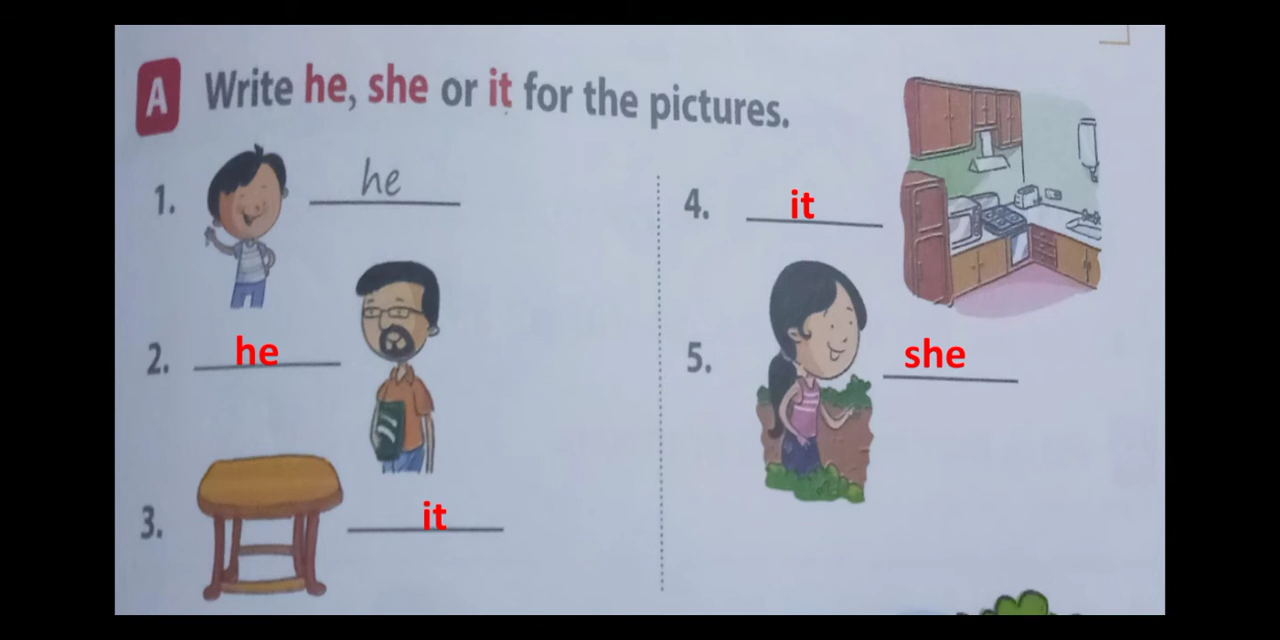 A Write he, she or it for the pictures.
1. he
2. he
3. it
4. it
5. she